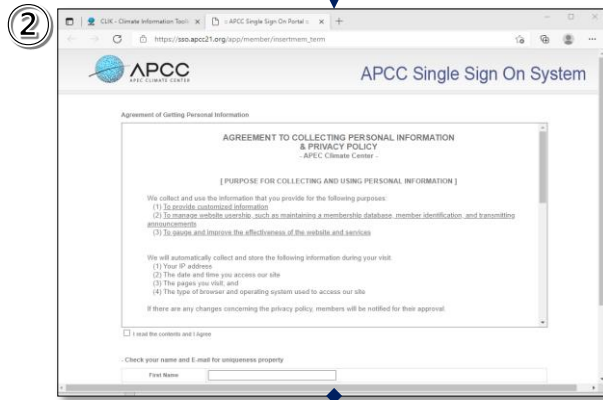 ②
CLIK - Climate Information Tooli
:: APCC Single Sign On Portal ::
https://sso.apcc21.org/app/member/insertmem_term
APCC
APEC CLIMATE CENTER
APCC Single Sign On System
Agreement of Getting Personal Information
AGREEMENT TO COLLECTING PERSONAL INFORMATION
& PRIVACY POLICY
- APEC Climate Center -
[ PURPOSE FOR COLLECTING AND USING PERSONAL INFORMATION ]
We collect and use the information that you provide for the following purposes:
(1) To provide customized information
(2) To manage website usership, such as maintaining a membership database, member identification, and transmitting
announcements
(3) To gauge and improve the effectiveness of the website and services
We will automatically collect and store the following information during your visit
(1) Your IP address
(2) The date and time you access our site
(3) The pages you visit; and
(4) The type of browser and operating system used to access our site
If there are any changes concerning the privacy policy, members will be notified for their approval.
I read the contents and I Agree
- Check your name and E-mail for uniqueness property
First Name